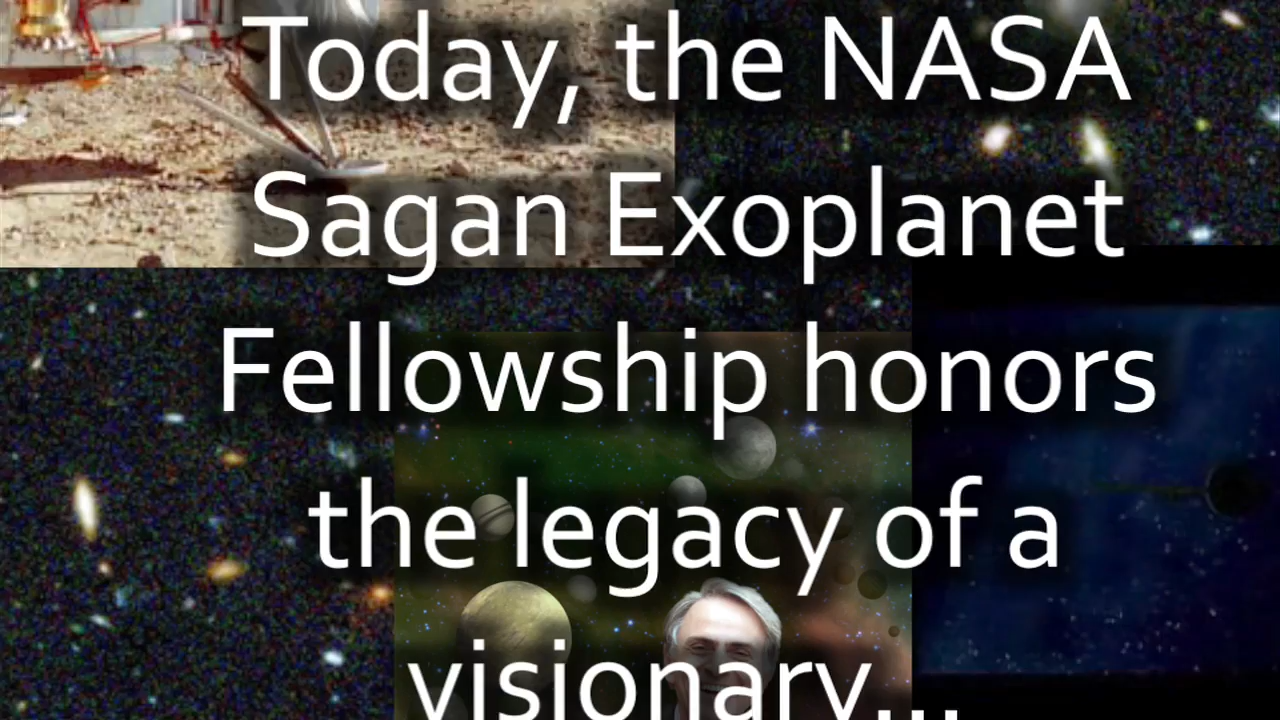 Today, the NASA
Sagan Exoplanet
Fellowship honors
the legacy of a
visionary...